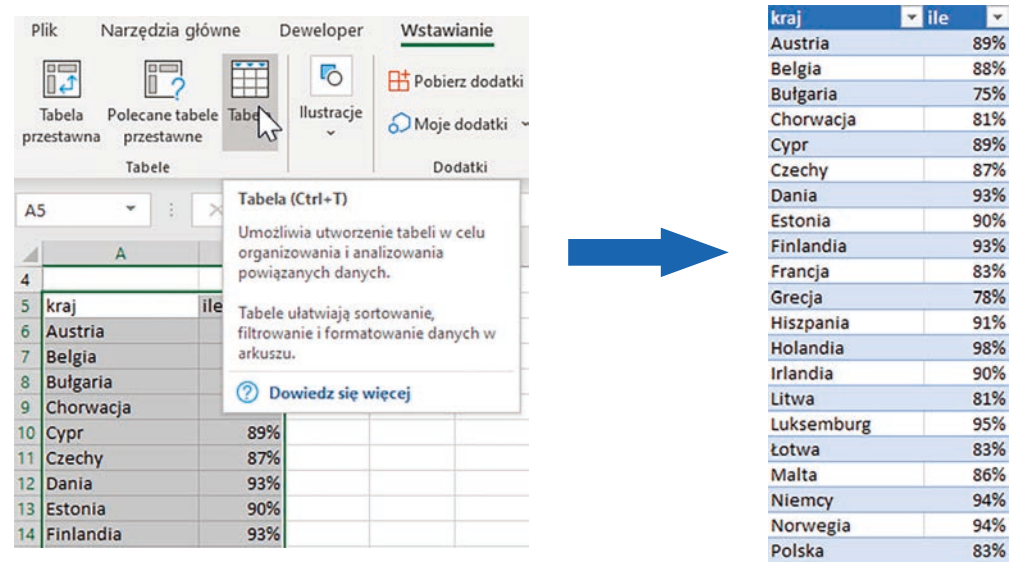 Plik Narzędzia główne Deweloper Wstawianie
Tabela przestawna
Polecane tabele przestawne
Tabela
Ilustracje
Pobierz dodatki
Moje dodatki
Tabele
Dodatki
A5
Tabela (Ctrl+T)
Umożliwia utworzenie tabeli w celu
organizowania i analizowania
powiązanych danych.
Tabele ułatwiają sortowanie,
filtrowanie i formatowanie danych w
arkuszu.
Dowiedz się więcej
A
4
5 kraj ile
6 Austria
7 Belgia
8 Bułgaria
9 Chorwacja
10 Cypr 89%
11 Czechy 87%
12 Dania 93%
13 Estonia 90%
14 Finlandia 93%
kraj ile
Austria 89%
Belgia 88%
Bułgaria 75%
Chorwacja 81%
Cypr 89%
Czechy 87%
Dania 93%
Estonia 90%
Finlandia 93%
Francja 83%
Grecja 78%
Hiszpania 91%
Holandia 98%
Irlandia 90%
Litwa 81%
Luksemburg 95%
Łotwa 83%
Malta 86%
Niemcy 94%
Norwegia 94%
Polska 83%